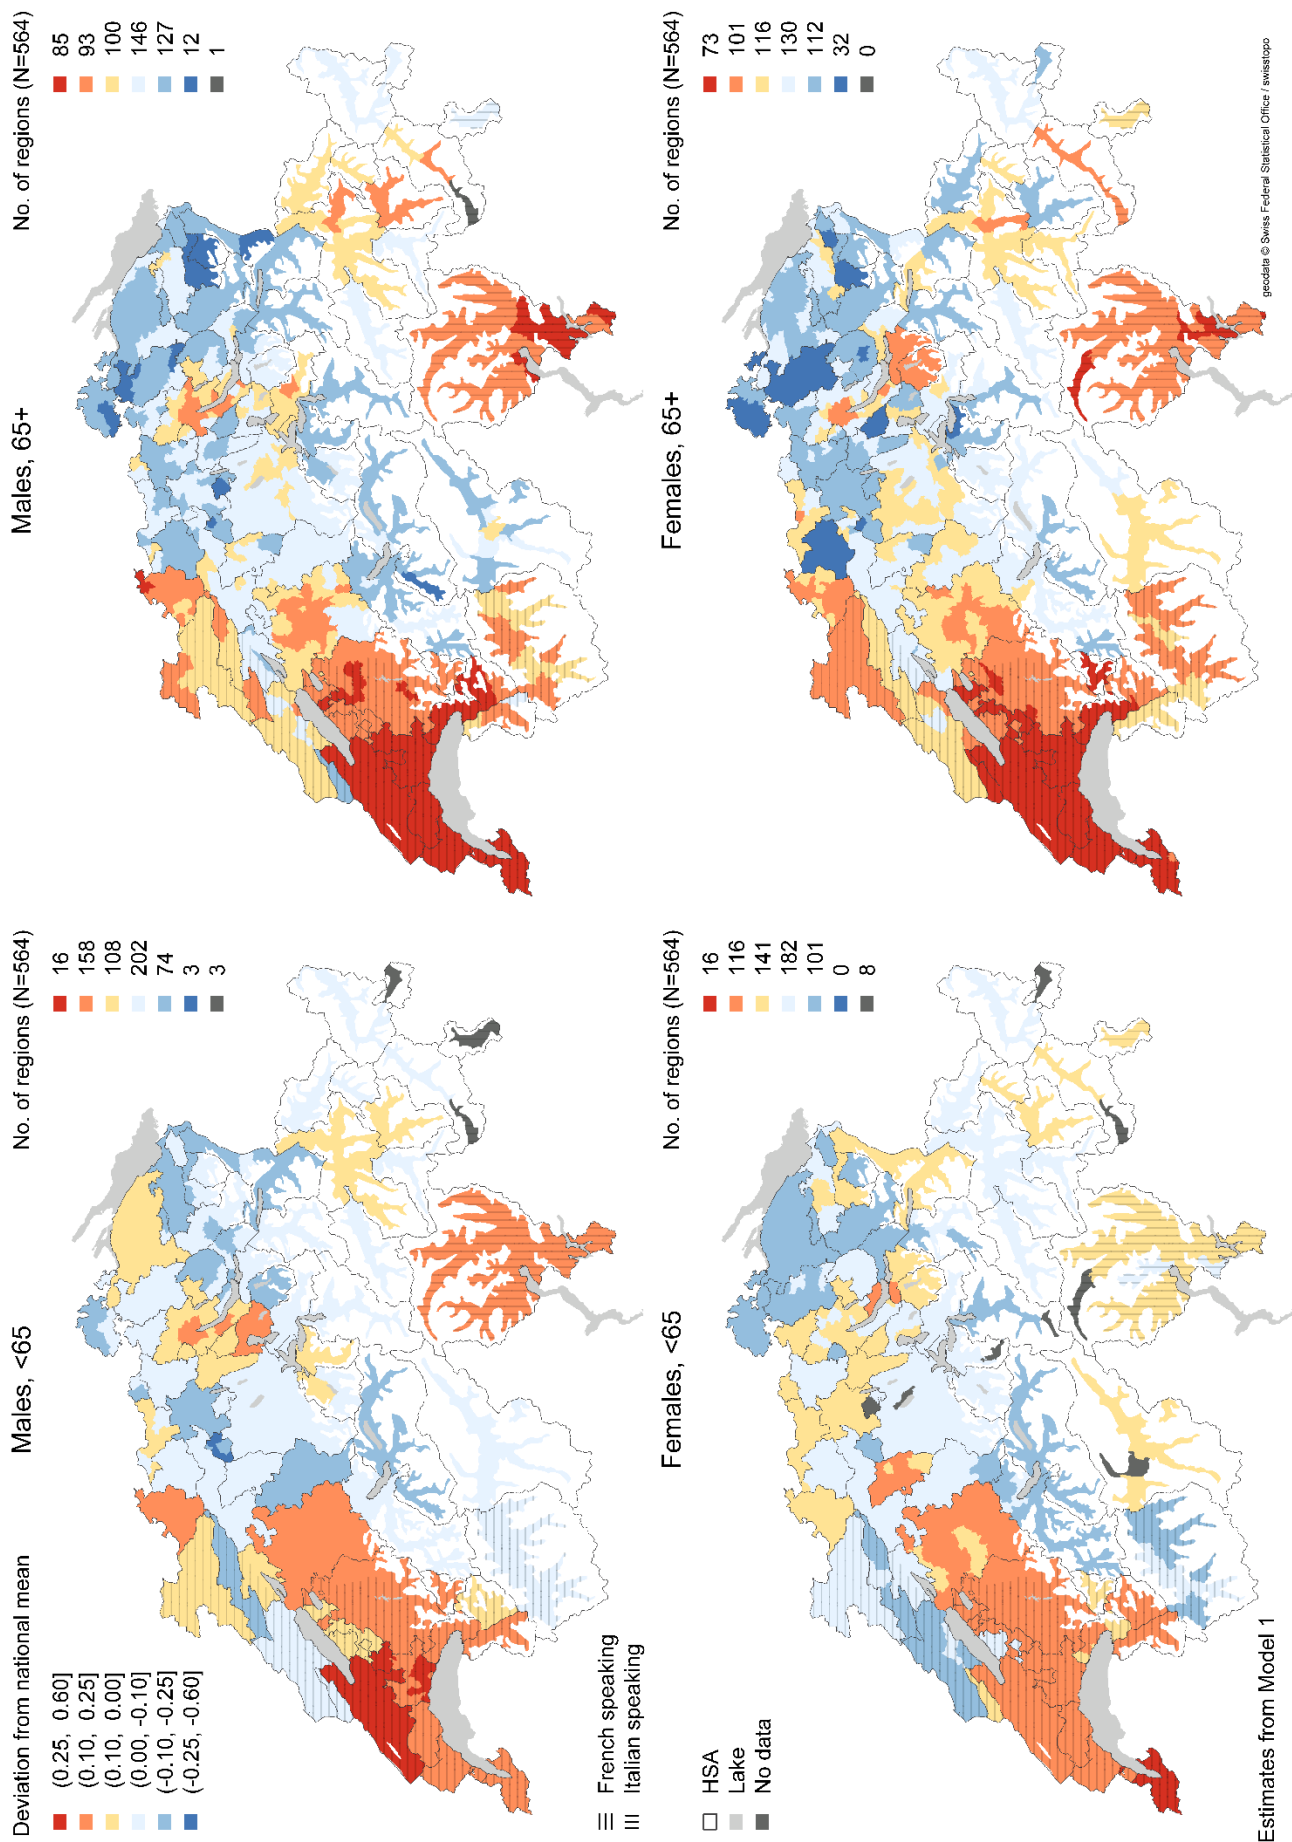 Deviation from national mean
(0.25, 0.60]
(0.10, 0.25]
(0.10, 0.00]
(0.00, -0.10]
(-0.10, -0.25]
(-0.25, -0.60]
French speaking
Italian speaking
Males, <65
No. of regions (N=564)
16
158
108
202
74
3
3
Males, 65+
No. of regions (N=564)
85
93
100
146
127
12
1
HSA
Lake
No data
Females, <65
No. of regions (N=564)
16
116
141
182
101
0
8
Females, 65+
No. of regions (N=564)
73
101
116
130
112
32
0
Estimates from Model 1
geodata © Swiss Federal Statistical Office / swisstopo